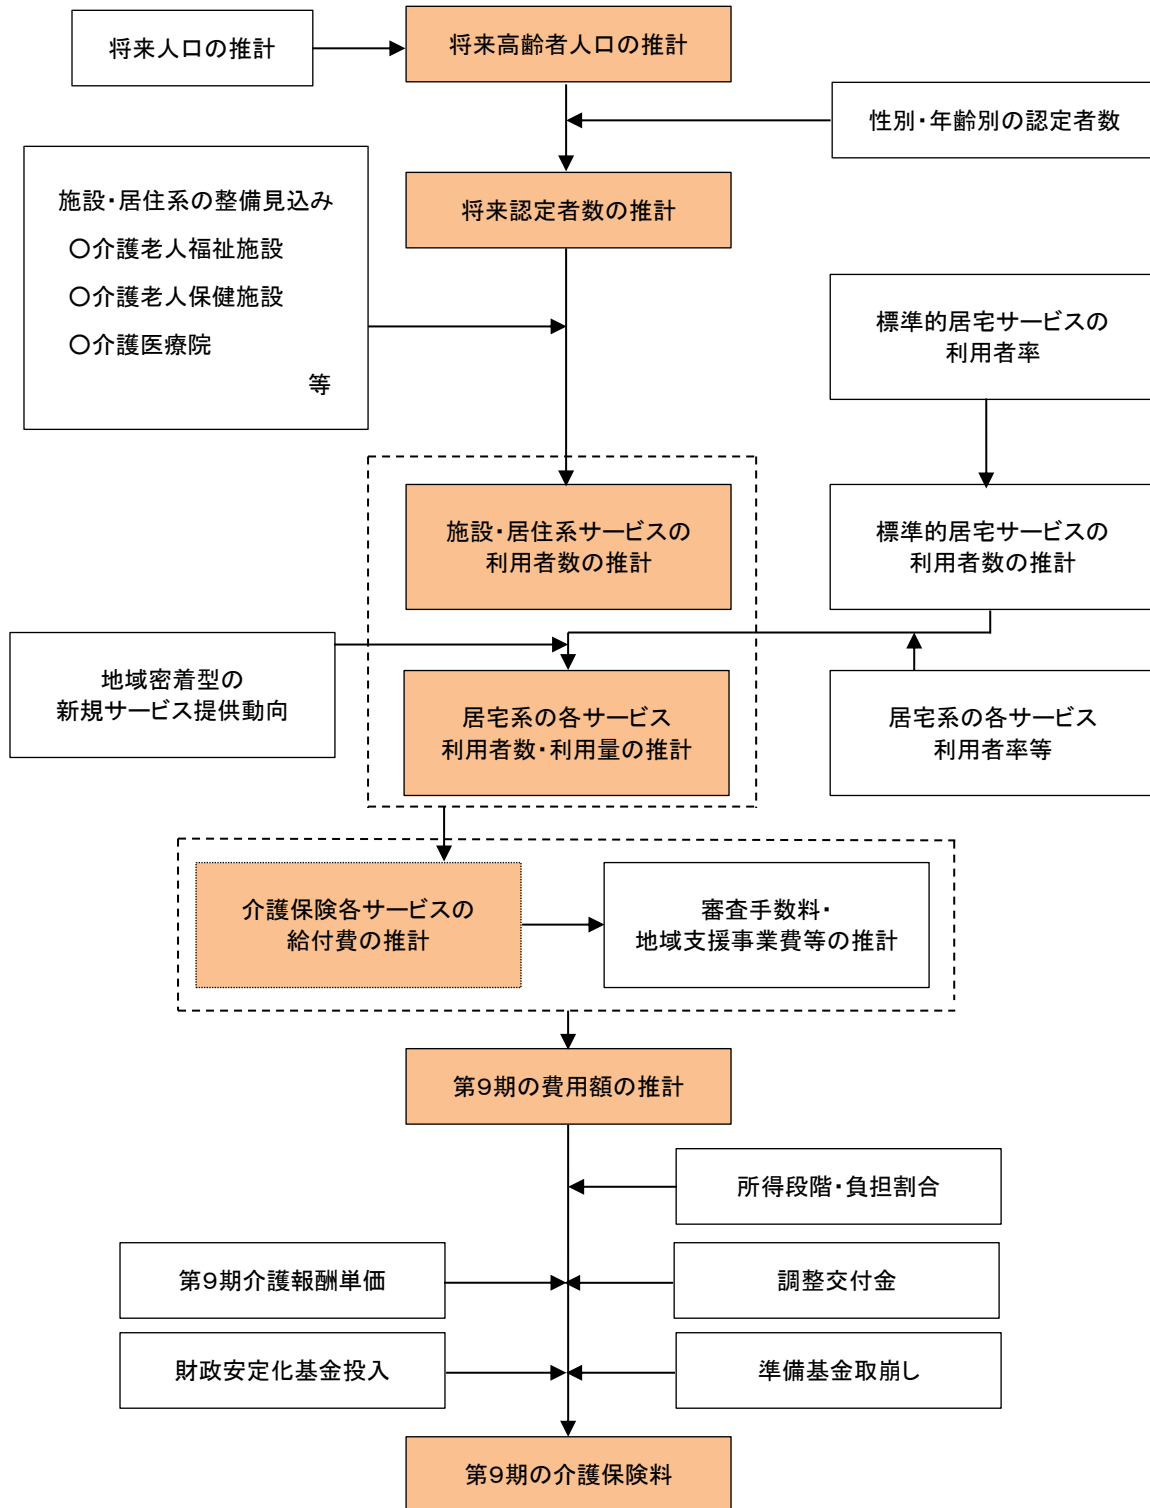 将来人口の推計
将来高齢者人口の推計
性別・年齢別の認定者数
施設・居住系の整備見込み
〇介護老人福祉施設
〇介護老人保健施設
〇介護医療院
等
将来認定者数の推計
標準的居宅サービスの
利用者率
施設・居住系サービスの
利用者数の推計
標準的居宅サービスの
利用者数の推計
地域密着型の
新規サービス提供動向
居宅系の各サービス
利用者数・利用量の推計
居宅系の各サービス
利用者率等
介護保険各サービスの
給付費の推計
審査手数料・
地域支援事業費等の推計
第9期の費用額の推計
所得段階・負担割合
第9期介護報酬単価
調整交付金
財政安定化基金投入
準備基金取崩し
第9期の介護保険料